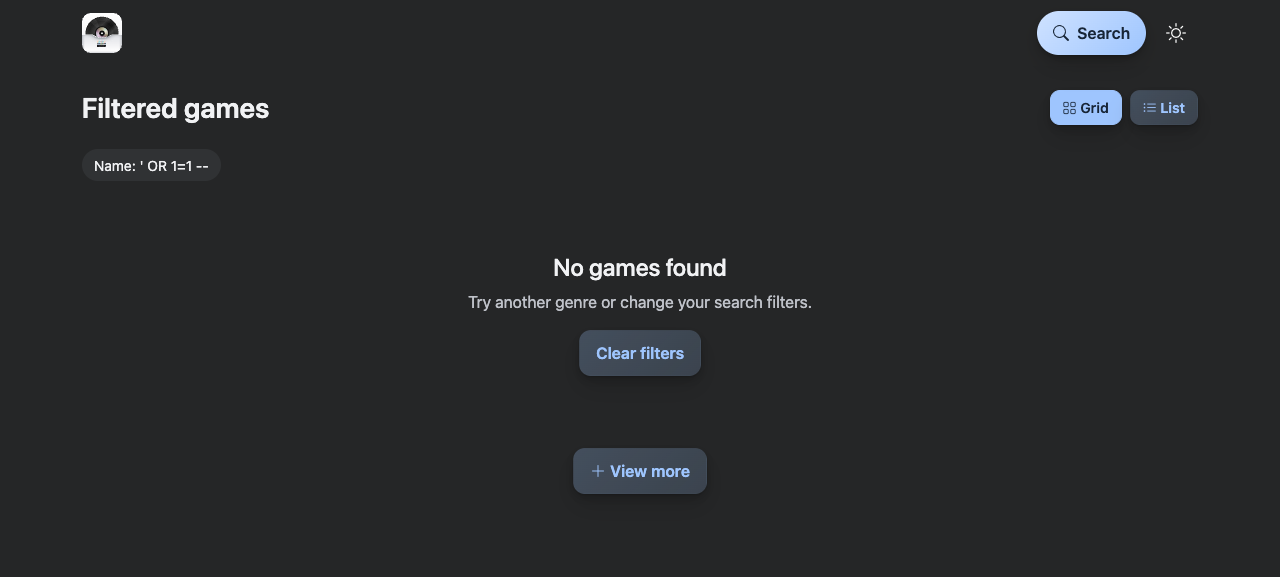 Search
Filtered games
Grid
List
Name: ' OR 1=1 --
No games found
Try another genre or change your search filters.
Clear filters
View more